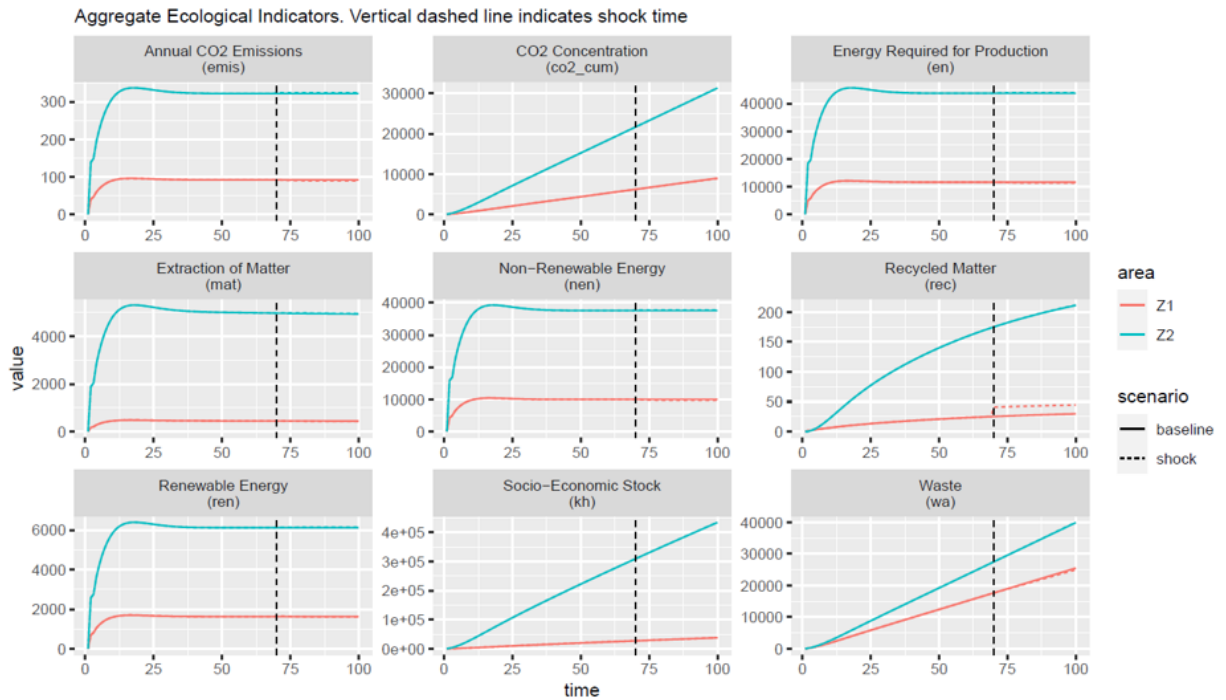 Aggregate Ecological Indicators. Vertical dashed line indicates shock time
Annual CO2 Emissions
(emis)
300
200
100
0
0 25 50 75 100
CO2 Concentration
(co2_cum)
30000
20000
10000
0
0 25 50 75 100
Energy Required for Production
(en)
40000
30000
20000
10000
0
0 25 50 75 100
Extraction of Matter
(mat)
4000
2000
0
0 25 50 75 100
Non−Renewable Energy
(nen)
40000
30000
20000
10000
0
0 25 50 75 100
Recycled Matter
(rec)
200
150
100
50
0
0 25 50 75 100
Renewable Energy
(ren)
6000
4000
2000
0
0 25 50 75 100
Socio−Economic Stock
(kh)
4e+05
3e+05
2e+05
1e+05
0e+00
0 25 50 75 100
Waste
(wa)
40000
30000
20000
10000
0
0 25 50 75 100
value
time
area
Z1
Z2
scenario
baseline
shock